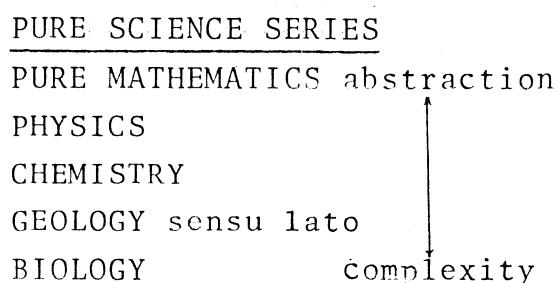 PURE SCIENCE SERIES
PURE MATHEMATICS abstraction
PHYSICS
CHEMISTRY
GEOLOGY sensu lato
BIOLOGY complexity